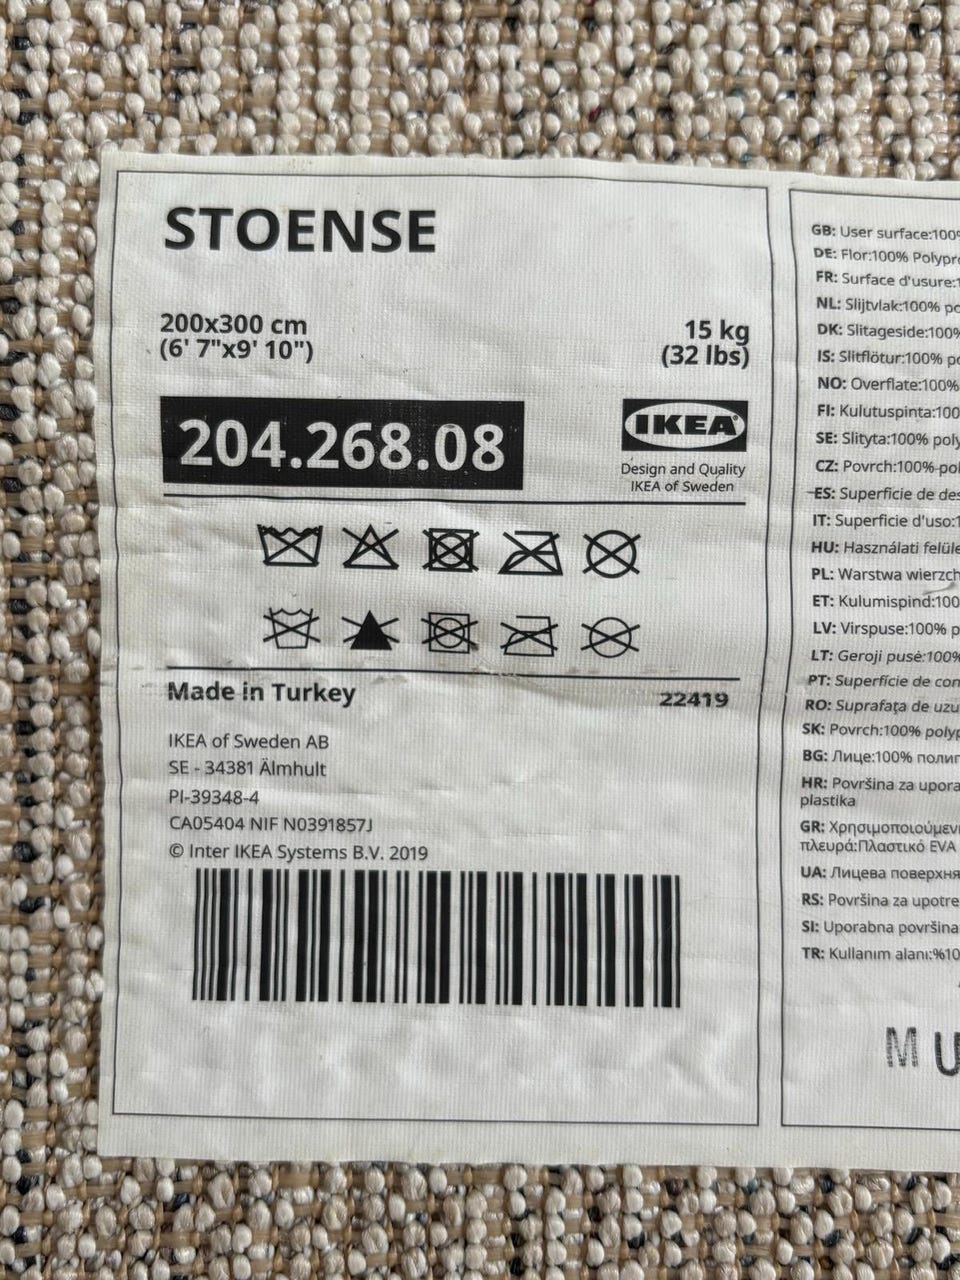 STOENSE
200x300 cm
(6' 7"x9' 10")
15 kg
(32 lbs)
204.268.08
IKEA®
Design and Quality
IKEA of Sweden
Made in Turkey
22419
IKEA of Sweden AB
SE - 34381 Älmhult
PI-39348-4
CA05404 NIF N0391857J
© Inter IKEA Systems B.V. 2019
GB: User surface:100%
DE: Flor:100% Polypro
FR: Surface d'usure:1
NL: Slijtvlak:100% po
DK: Slitageside:100%
IS: Slitflötur:100% po
NO: Overflate:100%
FI: Kulutuspinta:100
SE: Slityta:100% poly
CZ: Povrch:100%-pol
ES: Superficie de des
IT: Superficie d'uso:1
HU: Használati felüle
PL: Warstwa wierzch
ET: Kulumispind:100
LV: Virspuse:100% p
LT: Geroji pusė:100%
PT: Superfície de con
RO: Suprafaţa de uzu
SK: Povrch:100% polyp
BG: Лице:100% полип
HR: Površina za upora
plastika
GR: Χρησιμοποιούμεν
πλευρά:Πλαστικό EVA
UA: Лицева поверхня
RS: Površina za upotre
SI: Uporabna površina
TR: Kullanım alanı:%10
M U